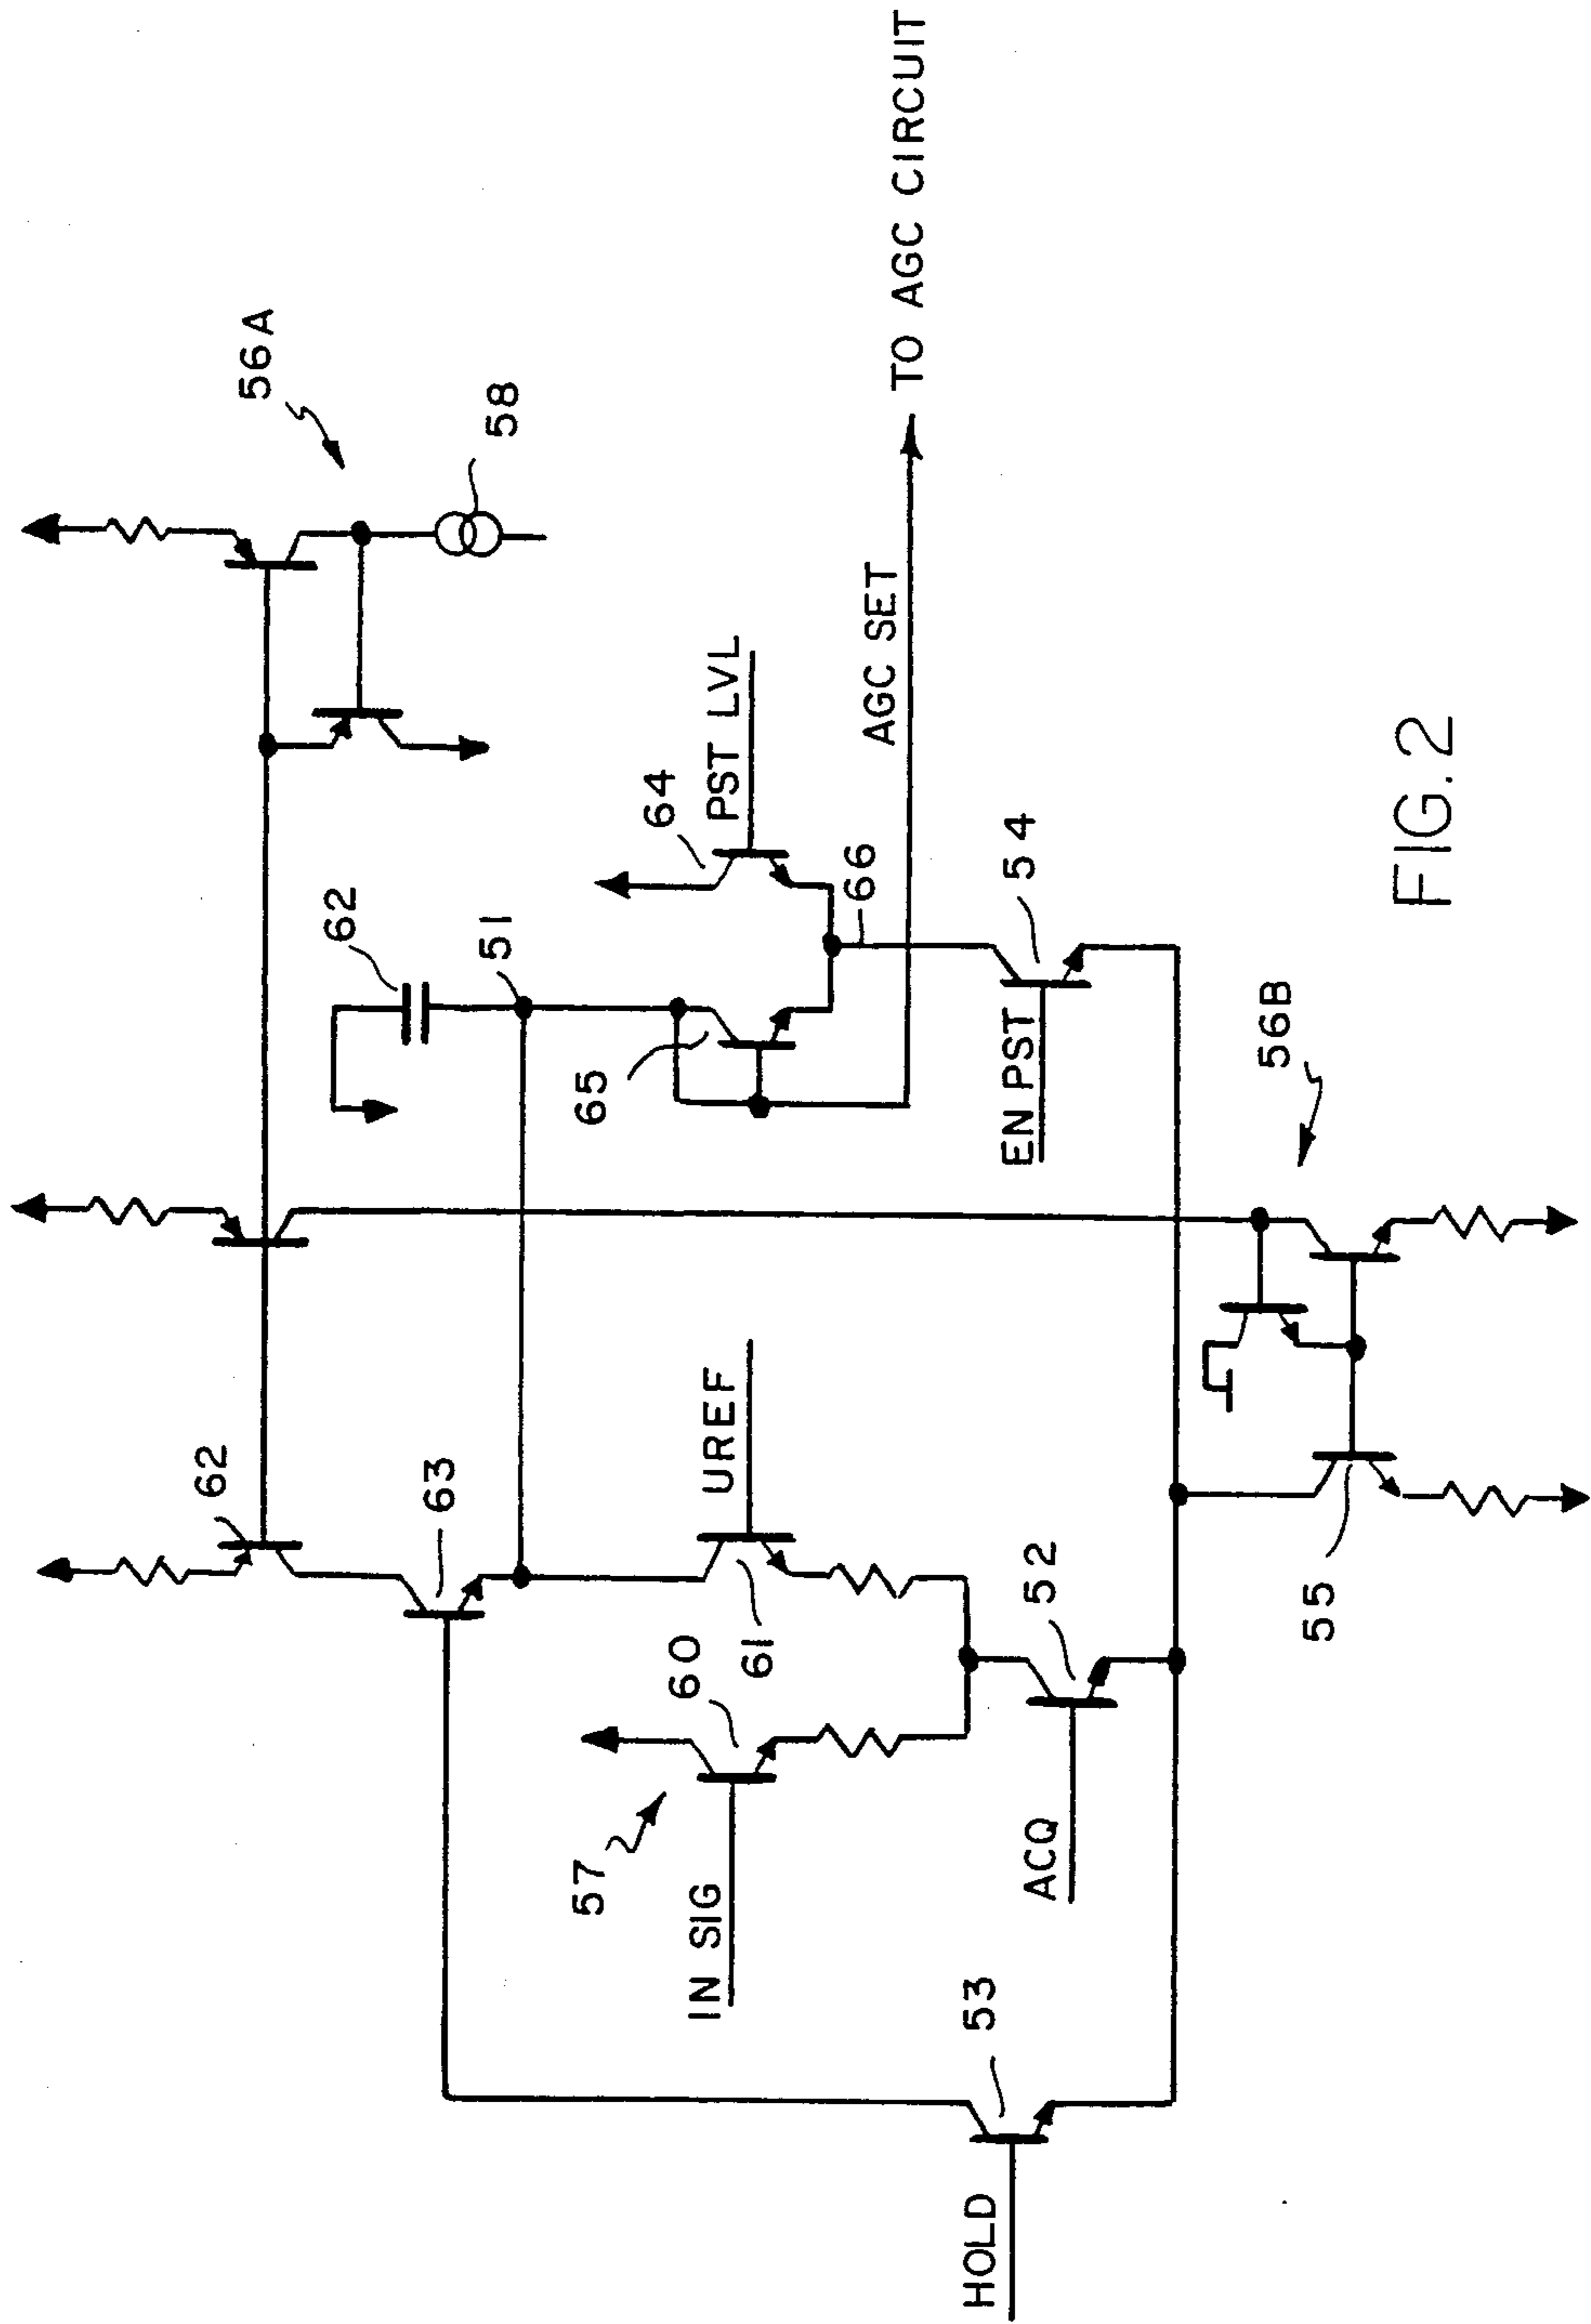 56A
58
62
62
51
64
PST LVL
63
65
66
AGC SET
TO AGC CIRCUIT
UREF
60
61
57
IN SIG
54
EN PST
52
ACQ
53
HOLD
56B
55
FIG. 2